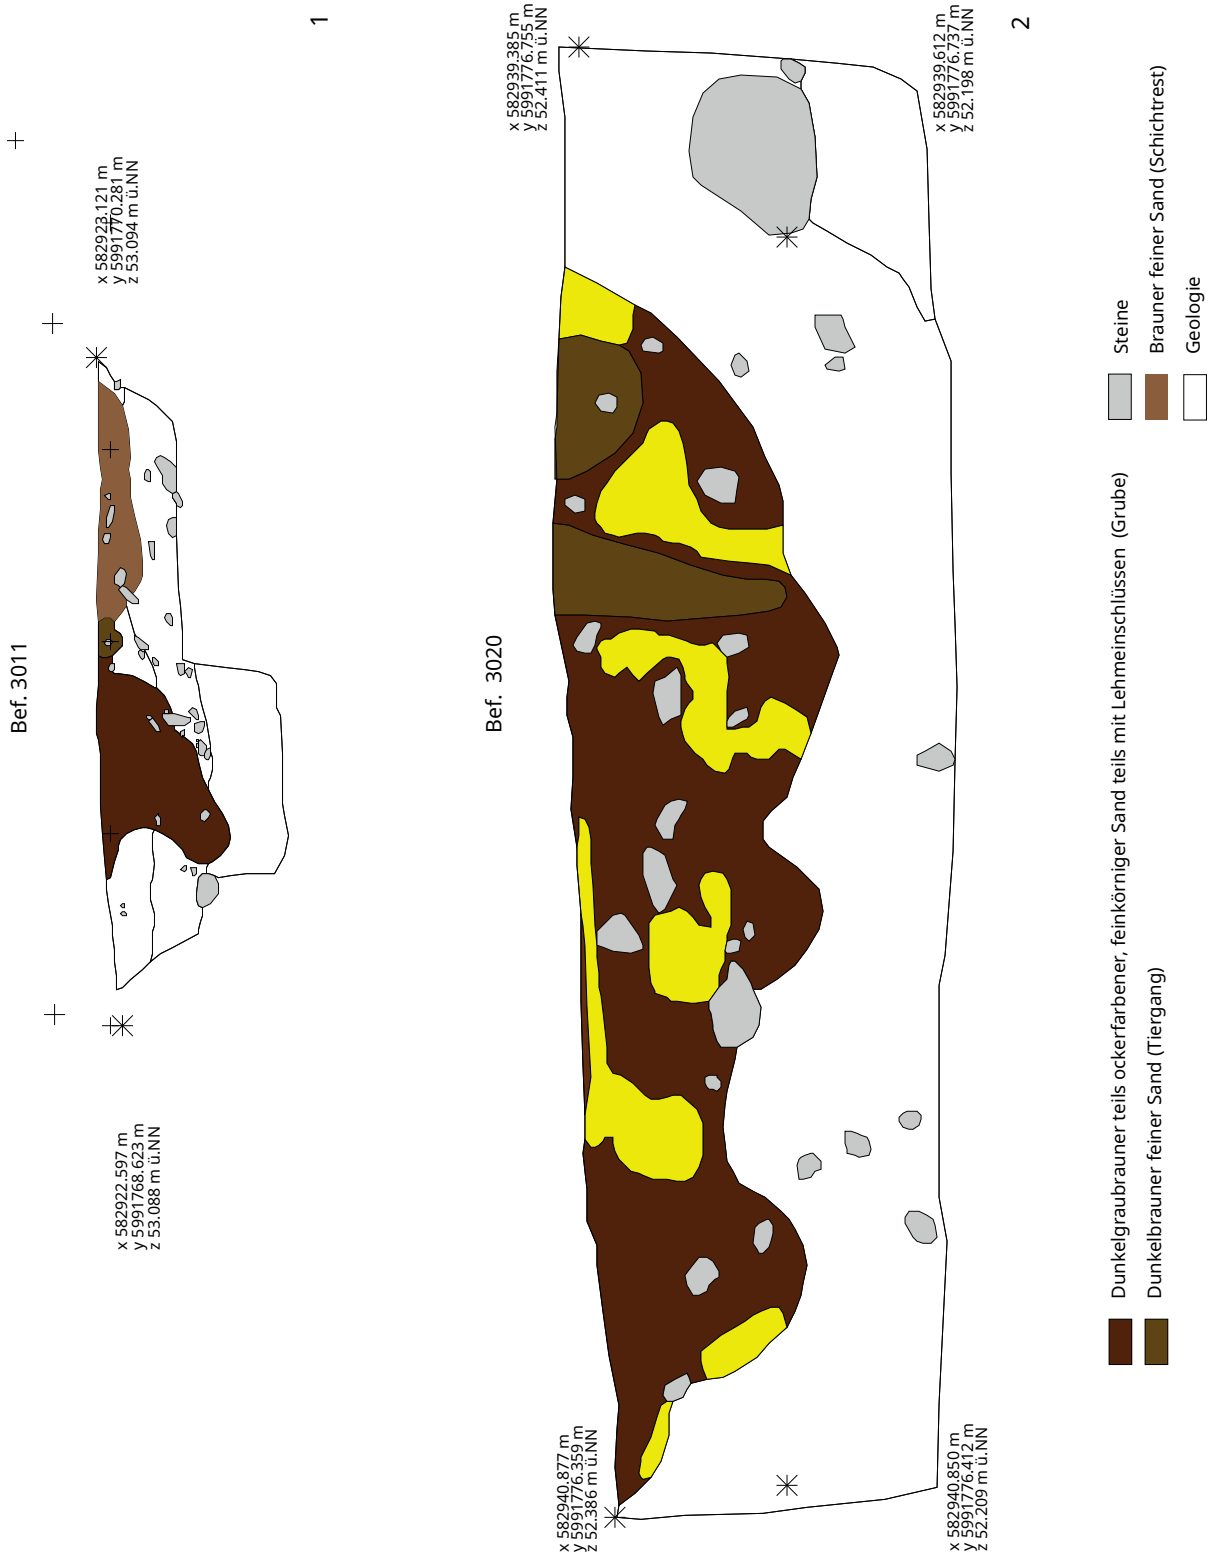 Bef. 3011
1
x 582922.597 m
y 5991768.623 m
z 53.088 m ü.NN
x 582923.121 m
y 5991770.281 m
z 53.094 m ü.NN
Bef. 3020
2
x 582940.877 m
y 5991776.359 m
z 52.386 m ü.NN
x 582939.385 m
y 5991776.755 m
z 52.411 m ü.NN
x 582940.850 m
y 5991776.412 m
z 52.209 m ü.NN
x 582939.612 m
y 5991776.737 m
z 52.198 m ü.NN
Dunkelgraubrauner teils ockerfarbener, feinkörniger Sand teils mit Lehmeinschlüssen (Grube)
Dunkelbrauner feiner Sand (Tiergang)
Steine
Brauner feiner Sand (Schichtrest)
Geologie